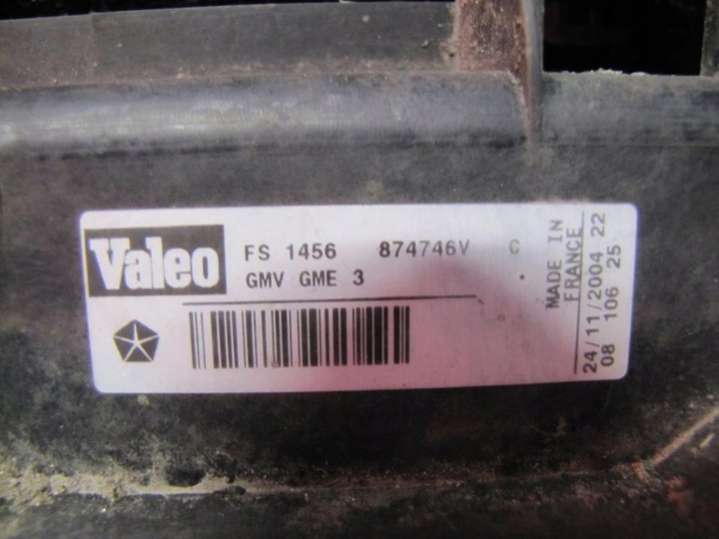 Valeo
FS 1456 874746V C
GMV GME 3
MADE IN
FRANCE
24/11/2004 22
08 106 25